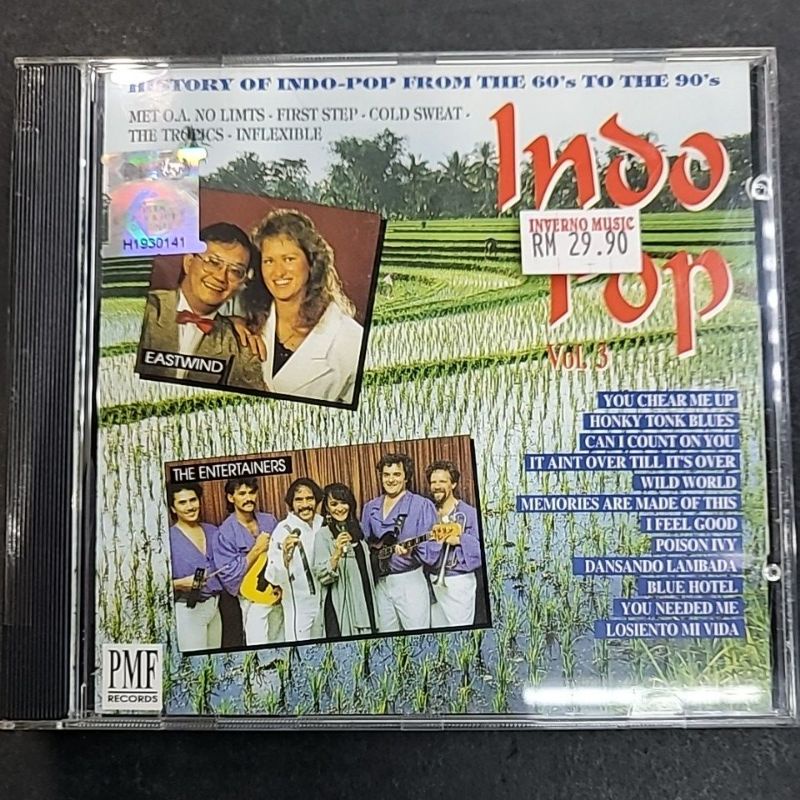 HISTORY OF INDO-POP FROM THE 60's TO THE 90's
MET O.A. NO LIMTS - FIRST STEP - COLD SWEAT -
THE TROPICS - INFLEXIBLE
Indo
Pop
Vol. 3
INVERNO MUSIC
RM 29.90
H1930141
EASTWIND
THE ENTERTAINERS
YOU CHEAR ME UP
HONKY TONK BLUES
CAN I COUNT ON YOU
IT AINT OVER TILL IT'S OVER
WILD WORLD
MEMORIES ARE MADE OF THIS
I FEEL GOOD
POISON IVY
DANSANDO LAMBADA
BLUE HOTEL
YOU NEEDED ME
LOSIENTO MI VIDA
PMF
RECORDS